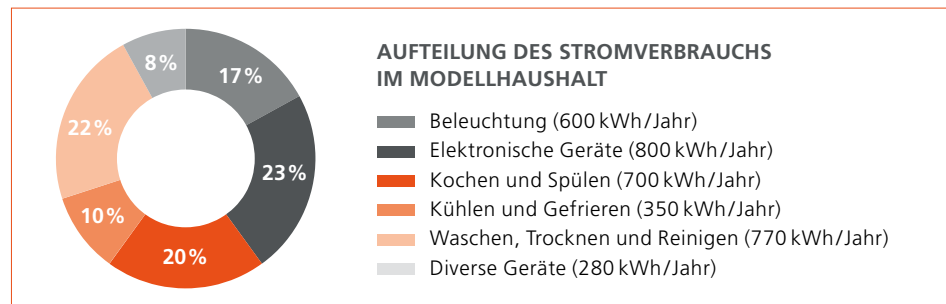 AUFTEILUNG DES STROMVERBRAUCHS
IM MODELLHAUSHALT
Beleuchtung (600 kWh/Jahr)
Elektronische Geräte (800 kWh/Jahr)
Kochen und Spülen (700 kWh/Jahr)
Kühlen und Gefrieren (350 kWh/Jahr)
Waschen, Trocknen und Reinigen (770 kWh/Jahr)
Diverse Geräte (280 kWh/Jahr)
17 %
23 %
20 %
10 %
22 %
8 %